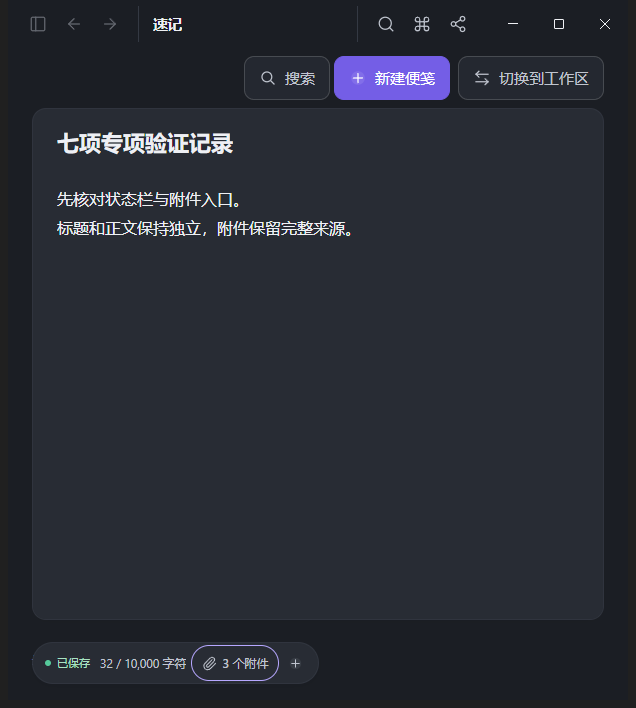 速记
搜索
新建便笺
切换到工作区
七项专项验证记录
先核对状态栏与附件入口。
标题和正文保持独立，附件保留完整来源。
已保存 32 / 10,000 字符 3 个附件